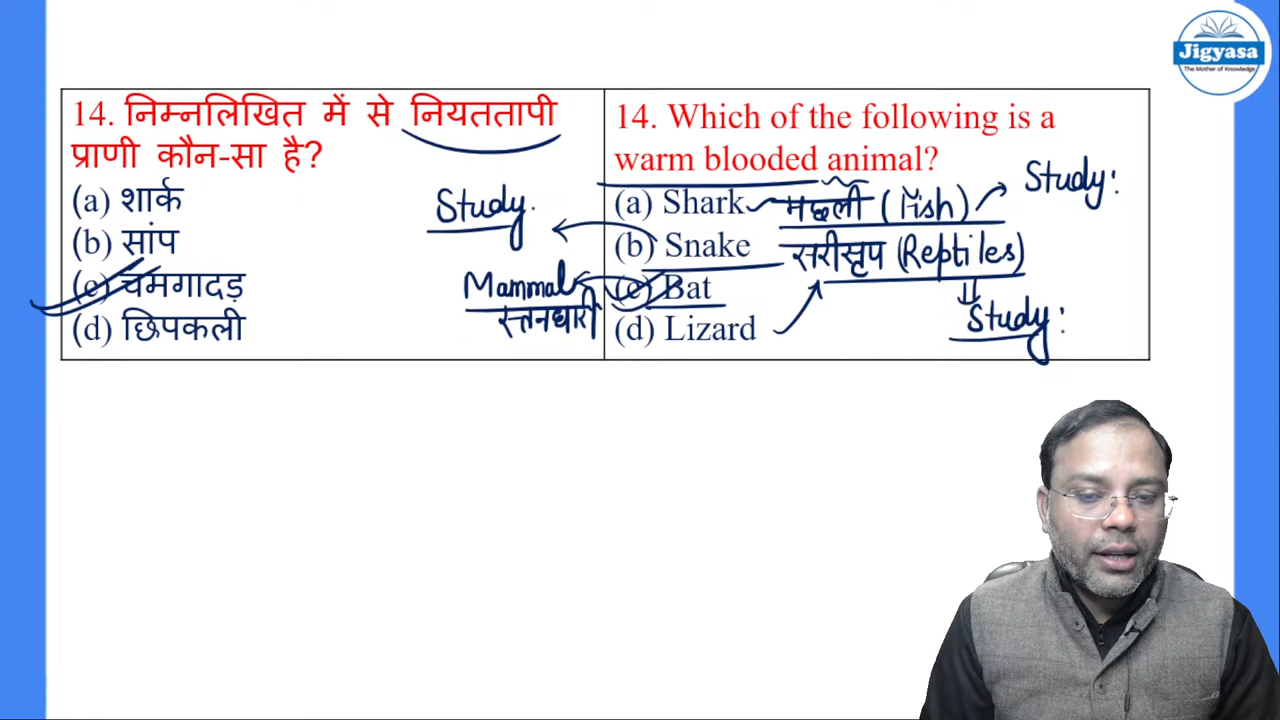 Jigyasa
The Mother of Knowledge
14. निम्नलिखित में से नियततापी
प्राणी कौन-सा है?
(a) शार्क
(b) सांप
(c) चमगादड़
(d) छिपकली
Study.
Mammal
स्तनधारी
14. Which of the following is a
warm blooded animal?
(a) Shark मछली (Fish) Study:
(b) Snake सरीसृप (Reptiles)
(c) Bat
(d) Lizard Study: